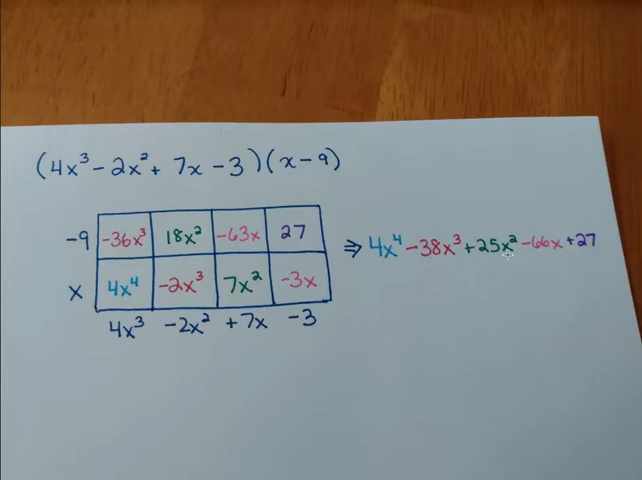 (4x³ - 2x² + 7x - 3)(x - 9)
-9 -36x³ 18x² -63x 27
x 4x⁴ -2x³ 7x² -3x
4x³ -2x² +7x -3
⇒ 4x⁴ - 38x³ + 25x² - 66x + 27